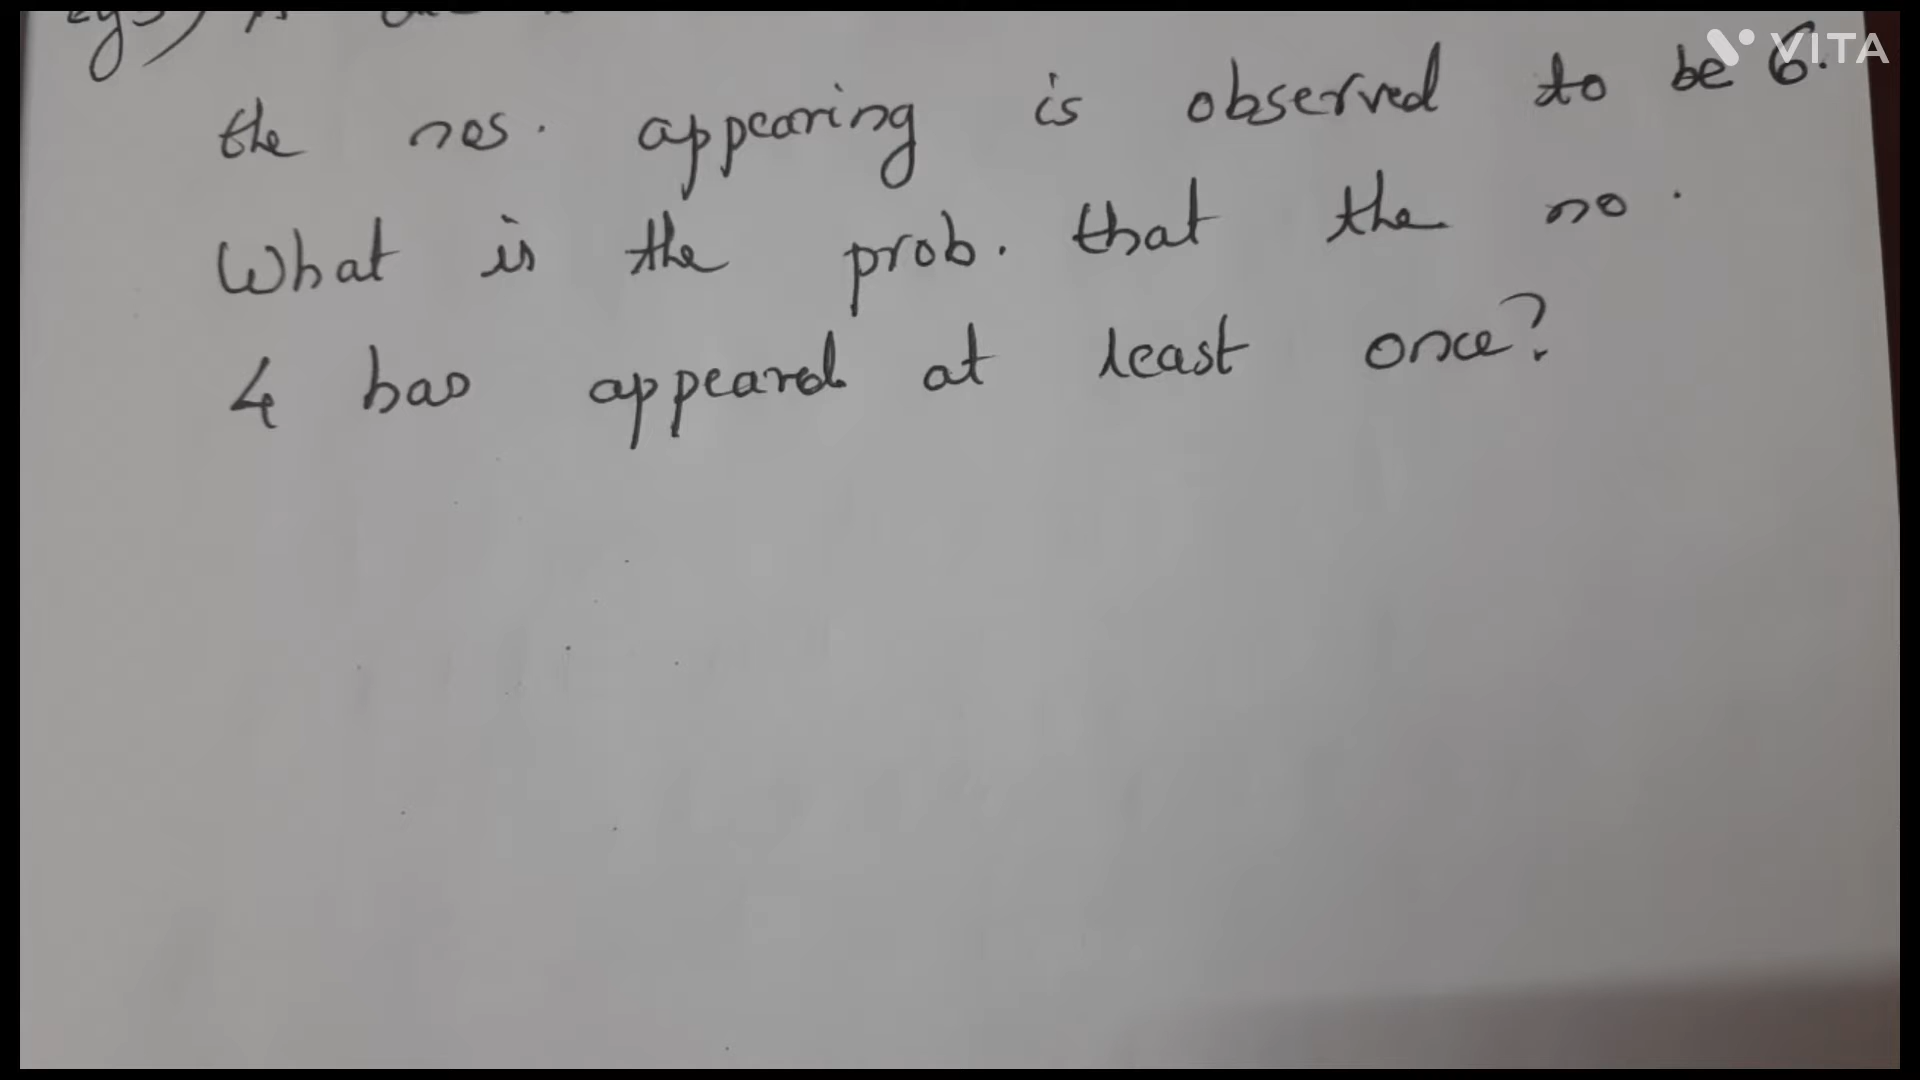 VITA
the nos. appearing is observed to be 6.
What is the prob. that the no.
4 has appeared at least once?